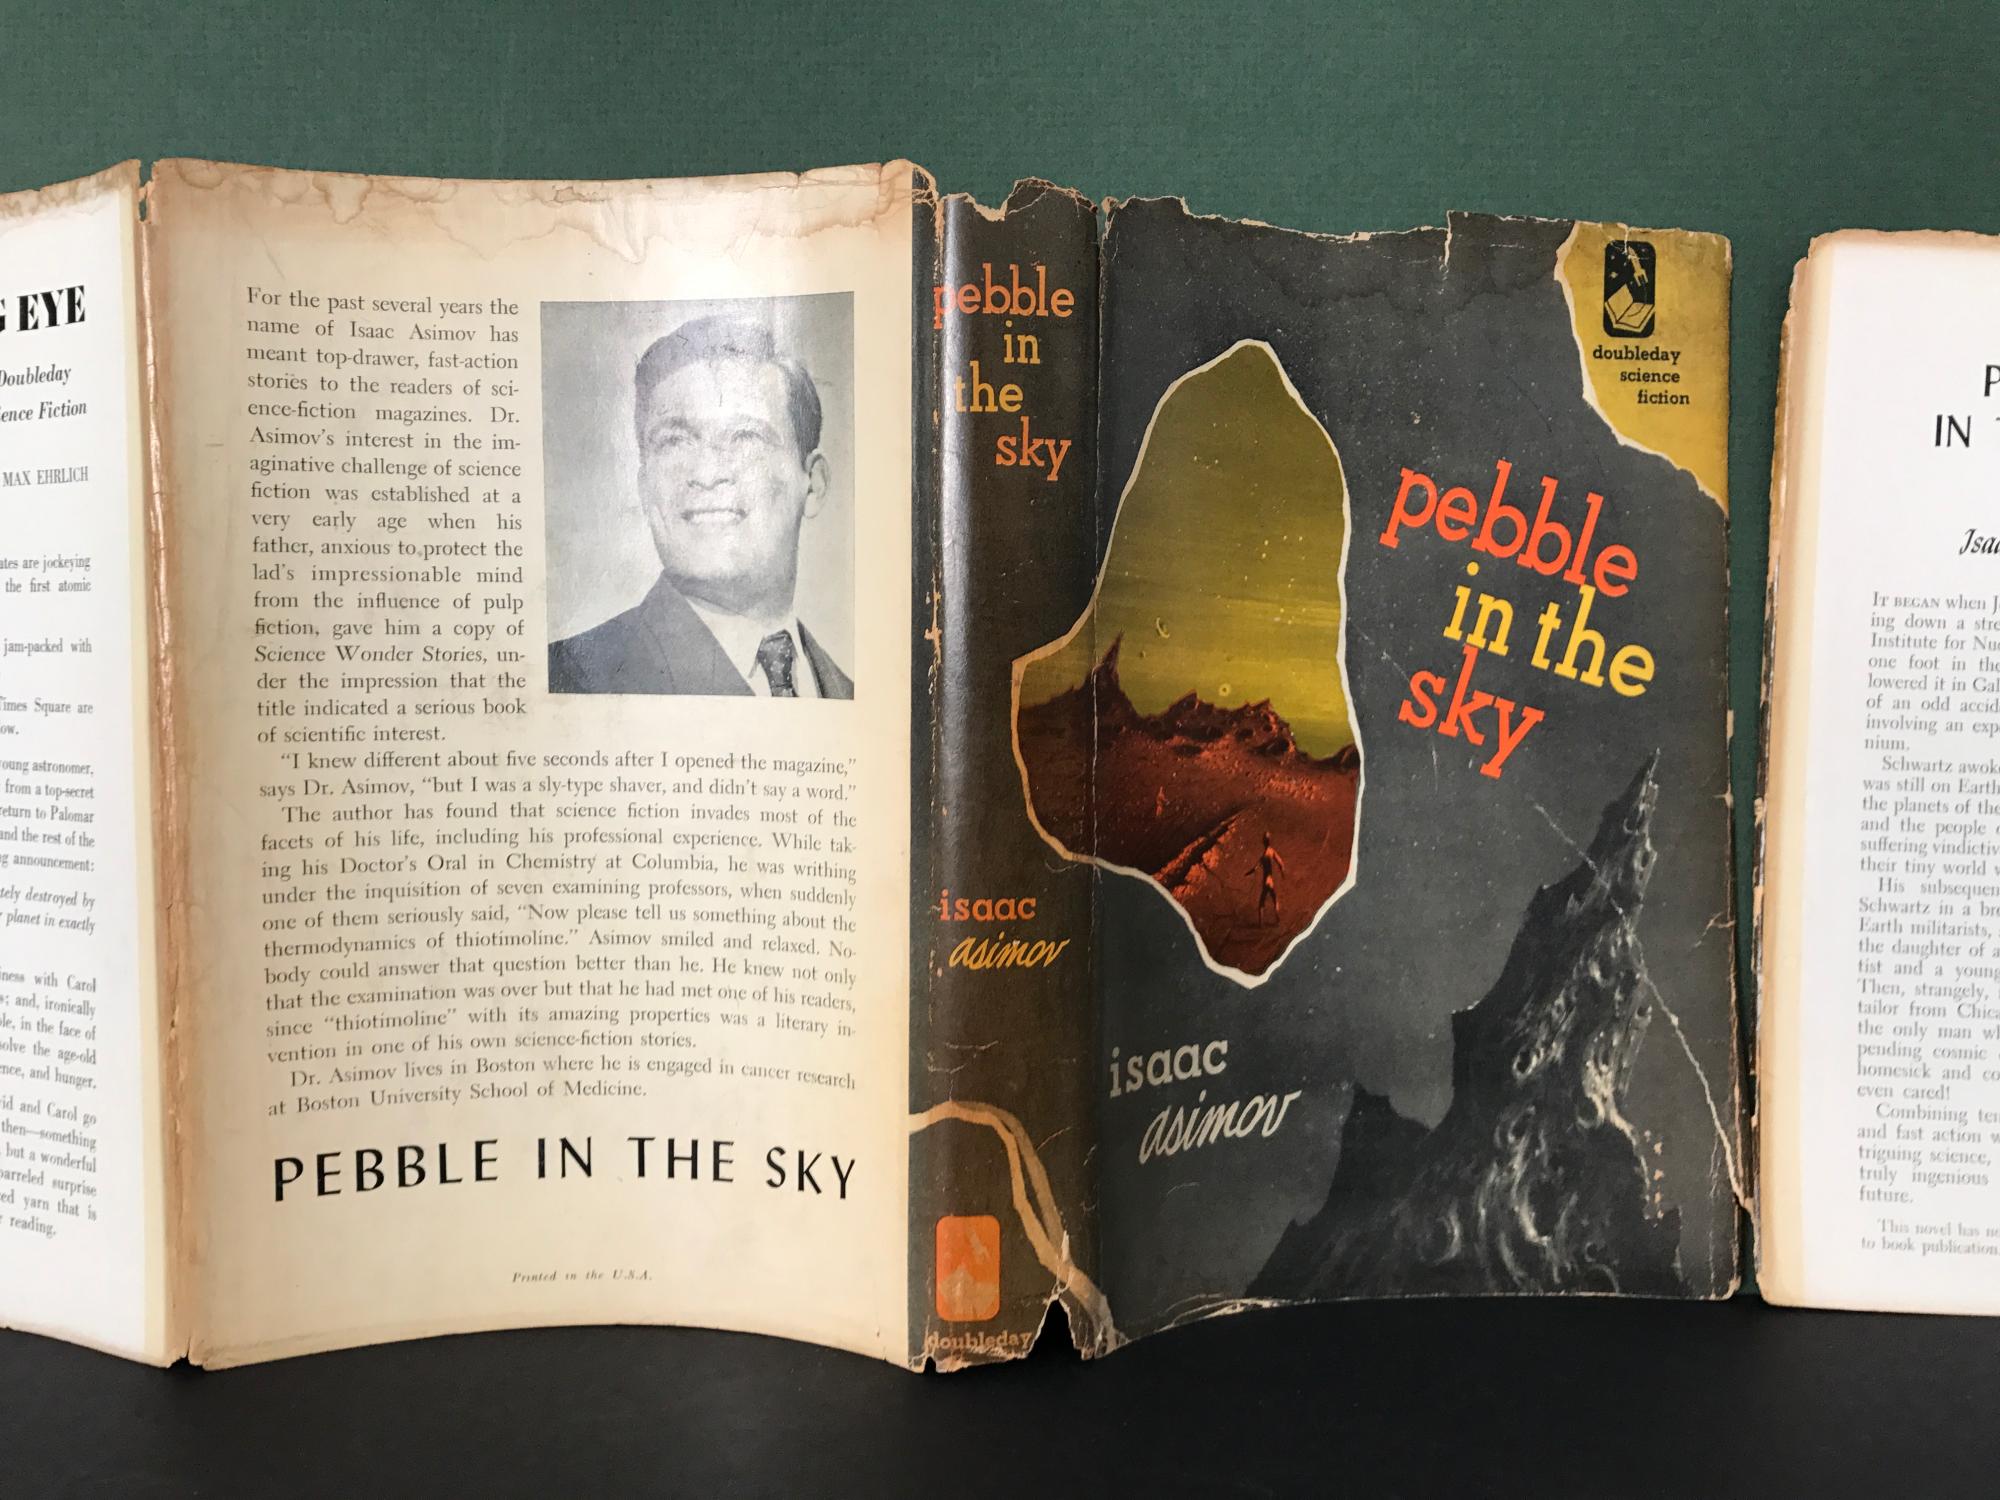 G EYE
Doubleday
ence Fiction
MAX EHRLICH
ates are jockeying
the first atomic
jam-packed with
Times Square are
ow.
oung astronomer,
from a top-secret
return to Palomar
and the rest of the
g announcement:
tely destroyed by
planet in exactly
iness with Carol
s; and, ironically
ole, in the face of
solve the age-old
ence, and hunger.
vid and Carol go
then—something
but a wonderful
barreled surprise
ed yarn that is
r reading.
For the past several years the
name of Isaac Asimov has
meant top-drawer, fast-action
stories to the readers of sci-
ence-fiction magazines. Dr.
Asimov's interest in the im-
aginative challenge of science
fiction was established at a
very early age when his
father, anxious to protect the
lad's impressionable mind
from the influence of pulp
fiction, gave him a copy of
Science Wonder Stories, un-
der the impression that the
title indicated a serious book
of scientific interest.
"I knew different about five seconds after I opened the magazine,"
says Dr. Asimov, "but I was a sly-type shaver, and didn't say a word."
The author has found that science fiction invades most of the
facets of his life, including his professional experience. While tak-
ing his Doctor's Oral in Chemistry at Columbia, he was writhing
under the inquisition of seven examining professors, when suddenly
one of them seriously said, "Now please tell us something about the
thermodynamics of thiotimoline." Asimov smiled and relaxed. No-
body could answer that question better than he. He knew not only
that the examination was over but that he had met one of his readers,
since "thiotimoline" with its amazing properties was a literary in-
vention in one of his own science-fiction stories.
Dr. Asimov lives in Boston where he is engaged in cancer research
at Boston University School of Medicine.
PEBBLE IN THE SKY
Printed in the U.S.A.
pebble
in
the
sky
isaac
asimov
doubleday
doubleday
science
fiction
pebble
in the
sky
isaac
asimov
P
IN T
Isaa
IT BEGAN when J
ing down a stre
Institute for Nuc
one foot in the
lowered it in Gal
of an odd accid
involving an exp
nium.
Schwartz awok
was still on Earth
the planets of the
and the people o
suffering vindictiv
their tiny world w
His subsequen
Schwartz in a bro
Earth militarists,
the daughter of a
tist and a young
Then, strangely,
tailor from Chica
the only man wh
pending cosmic
homesick and co
even cared!
Combining ten
and fast action w
triguing science,
truly ingenious
future.
This novel has no
to book publication.